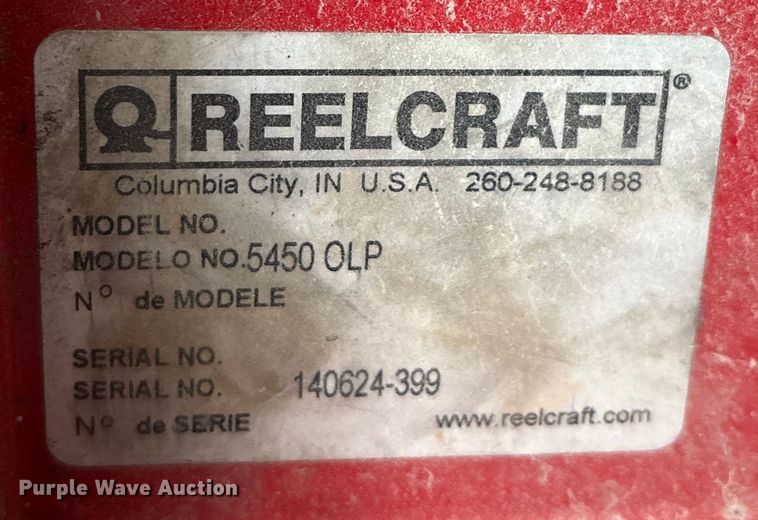 REELCRAFT®
Columbia City, IN U.S.A. 260-248-8188
MODEL NO.
MODELO NO. 5450 OLP
N° de MODELE
SERIAL NO.
SERIAL NO. 140624-399
N° de SERIE www.reelcraft.com
Purple Wave Auction